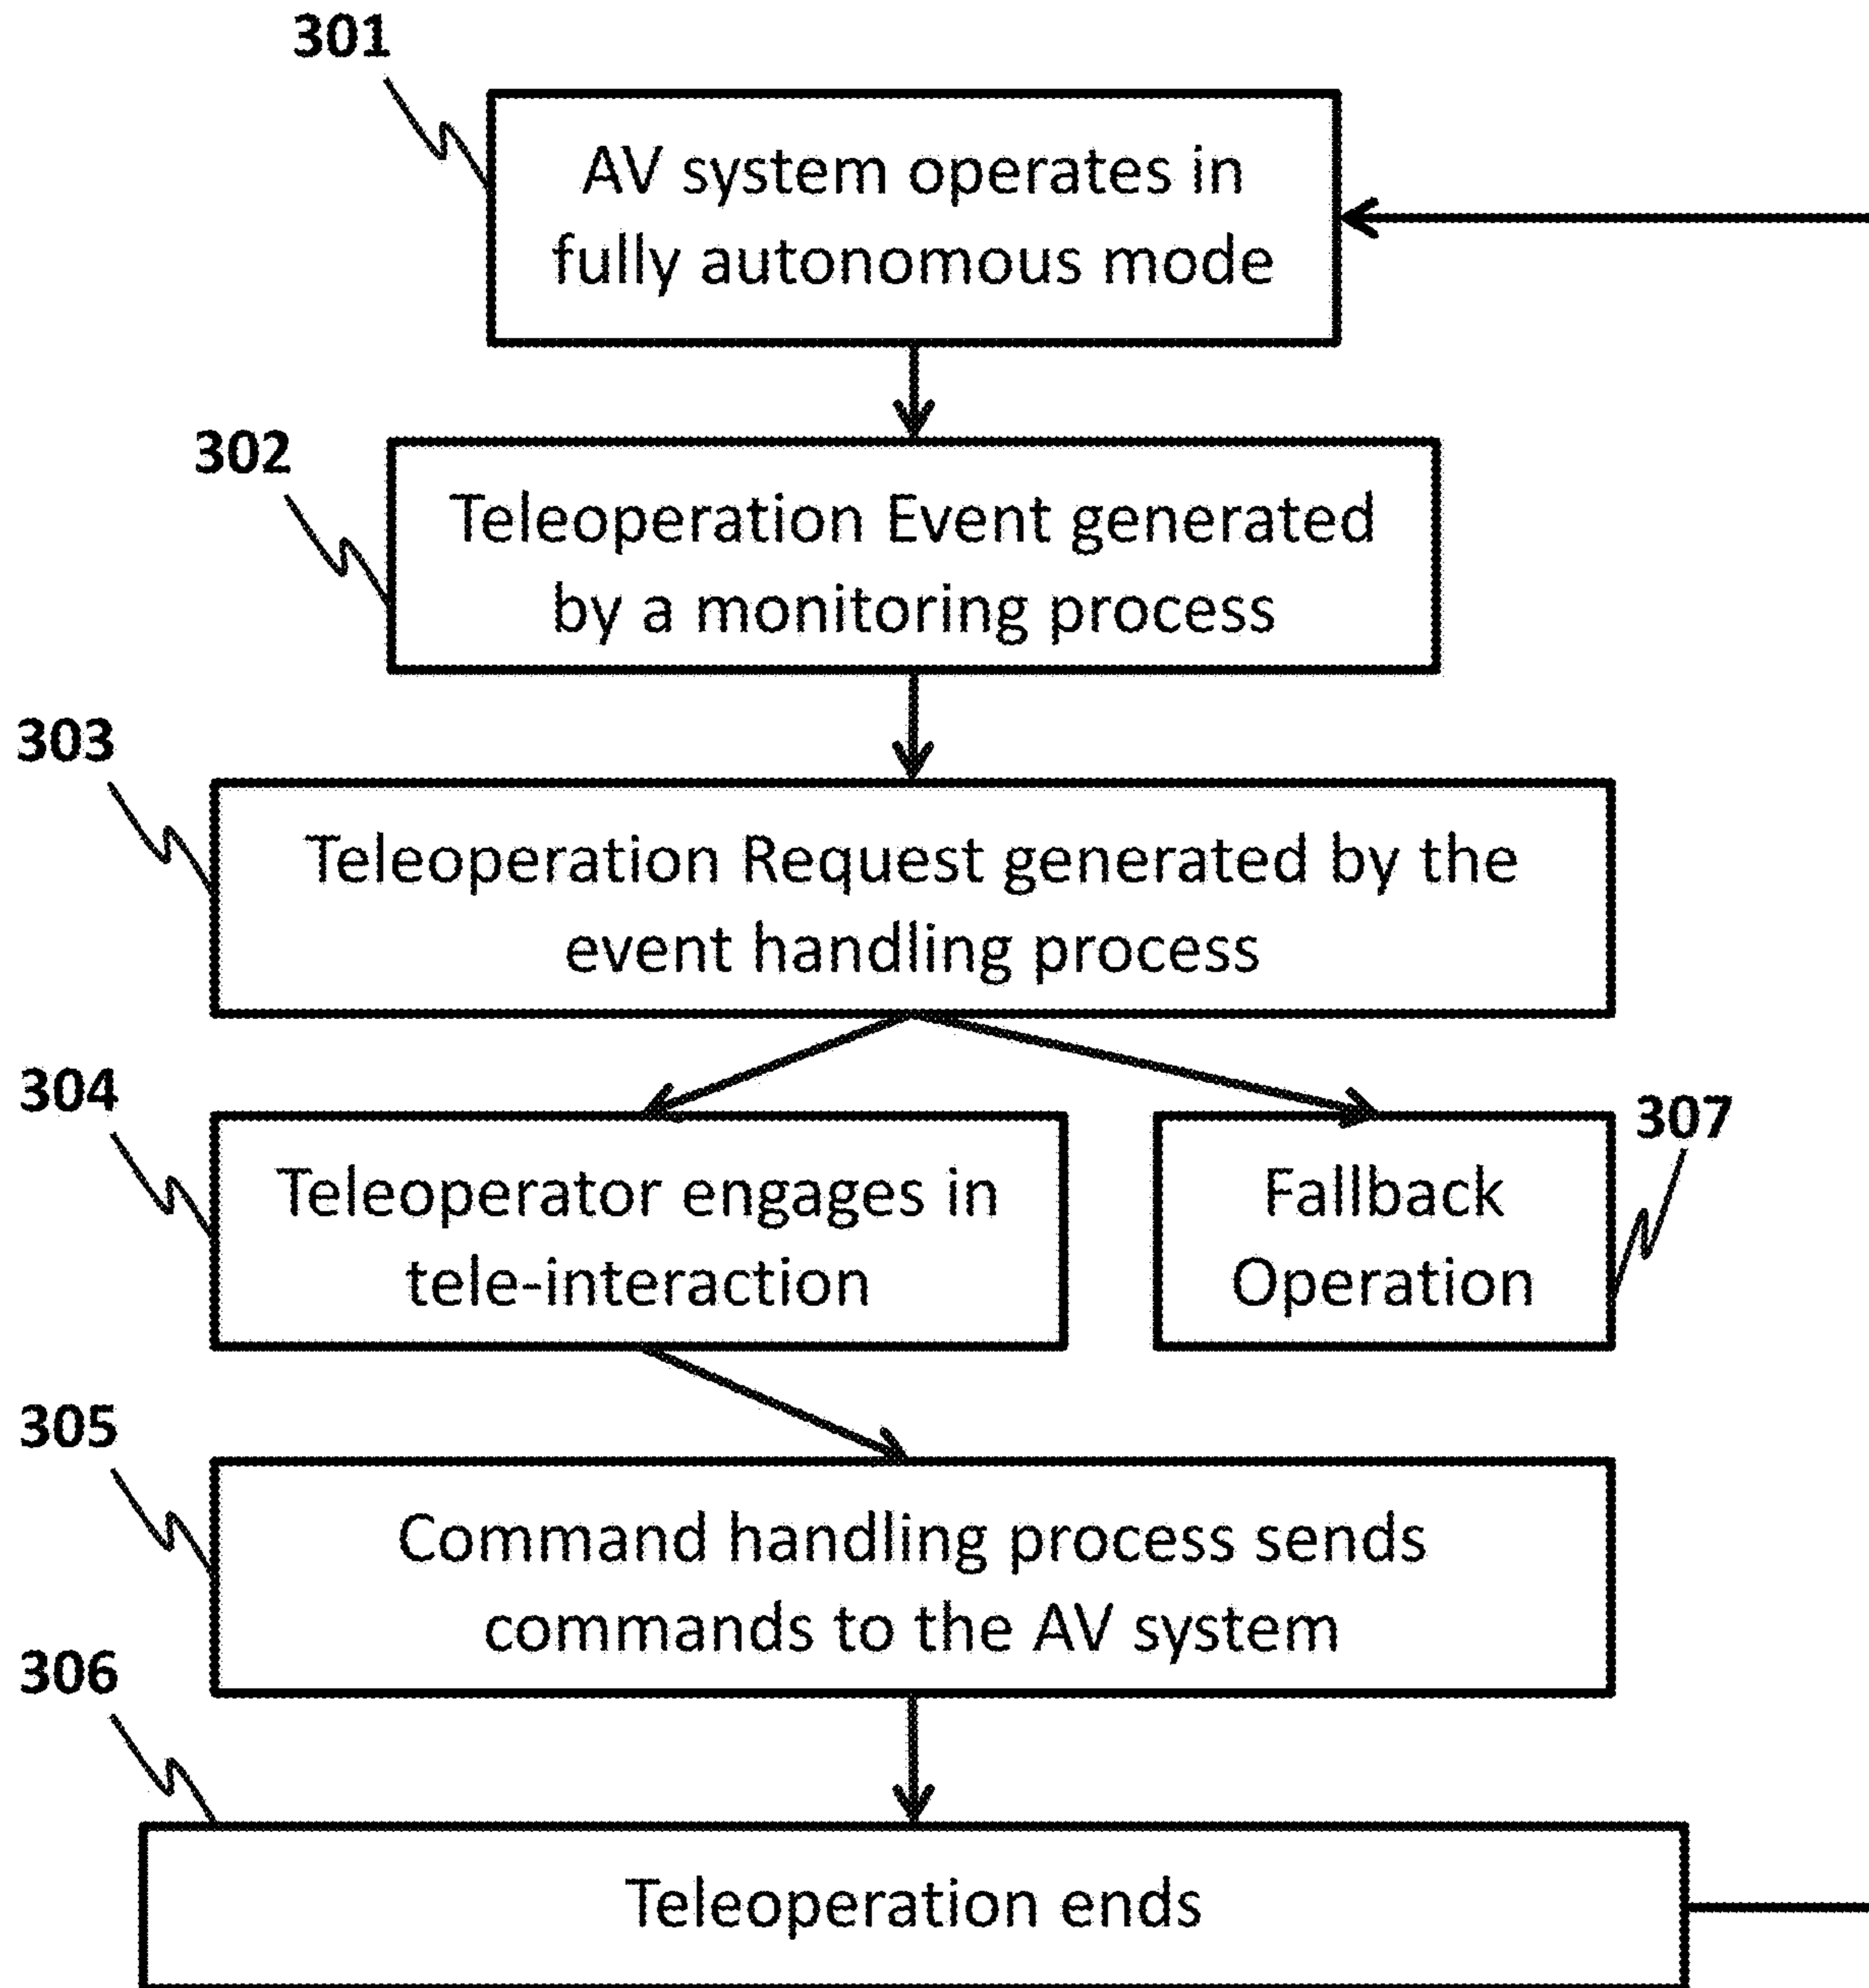 301
AV system operates in
fully autonomous mode
302
Teleoperation Event generated
by a monitoring process
303
Teleoperation Request generated by the
event handling process
304
Teleoperator engages in
tele-interaction
307
Fallback
Operation
305
Command handling process sends
commands to the AV system
306
Teleoperation ends